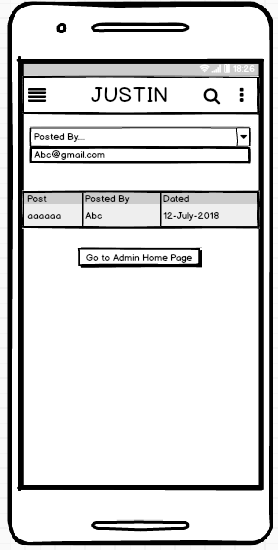 18:26
JUSTIN
Posted By...
Abc@gmail.com
Post Posted By Dated
aaaaaa Abc 12-July-2018
Go to Admin Home Page